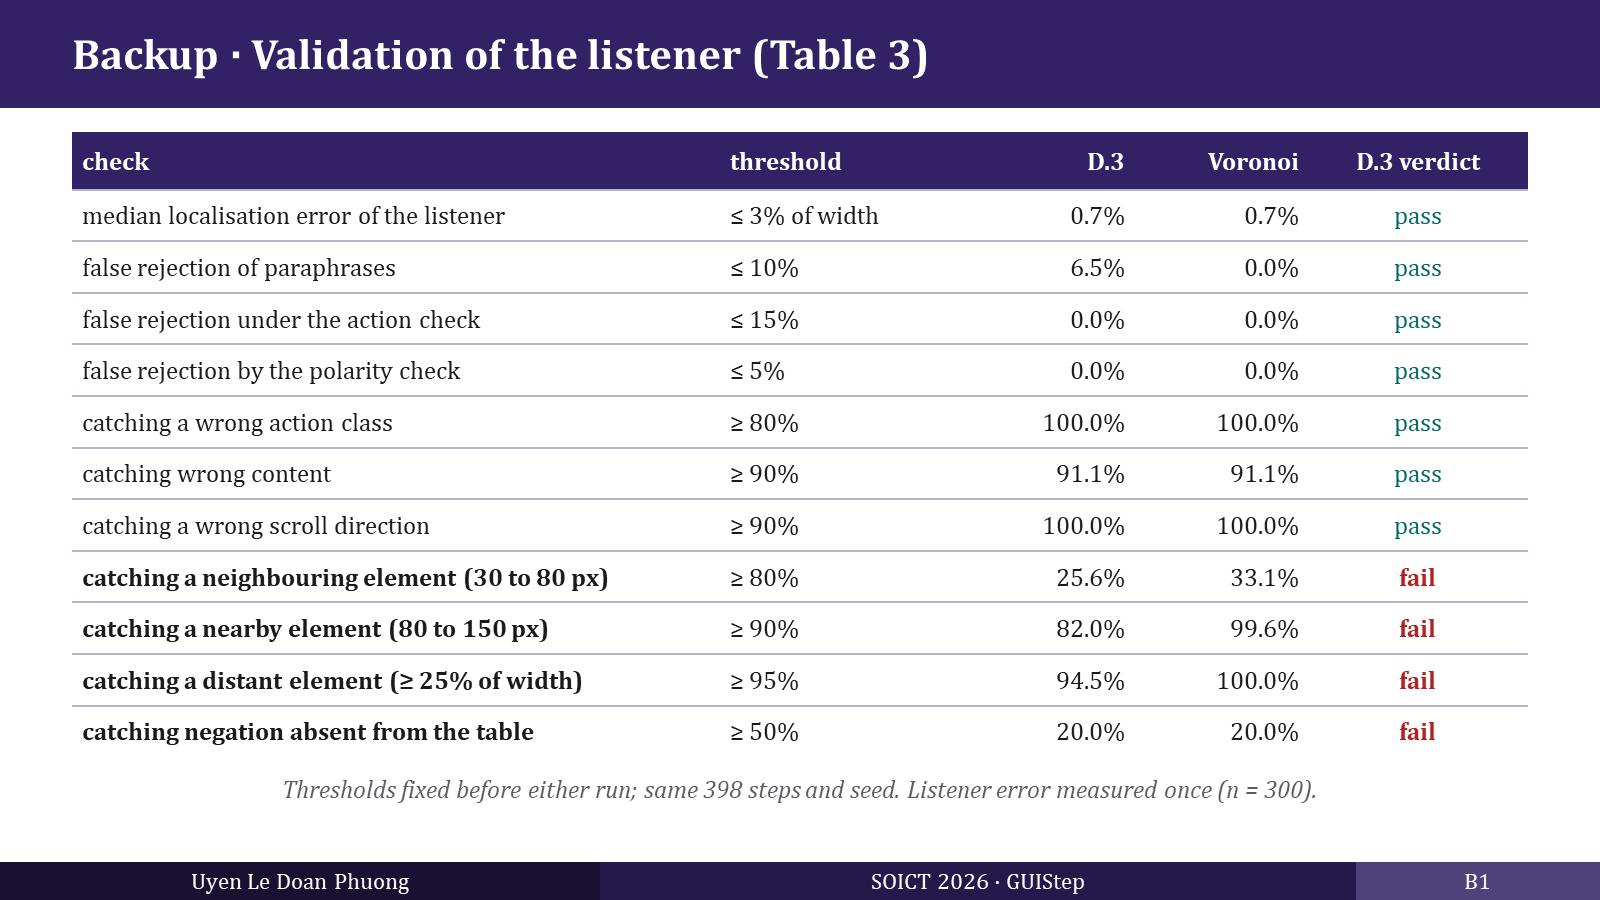 Backup · Validation of the listener (Table 3)
check threshold D.3 Voronoi D.3 verdict
median localisation error of the listener ≤ 3% of width 0.7% 0.7% pass
false rejection of paraphrases ≤ 10% 6.5% 0.0% pass
false rejection under the action check ≤ 15% 0.0% 0.0% pass
false rejection by the polarity check ≤ 5% 0.0% 0.0% pass
catching a wrong action class ≥ 80% 100.0% 100.0% pass
catching wrong content ≥ 90% 91.1% 91.1% pass
catching a wrong scroll direction ≥ 90% 100.0% 100.0% pass
catching a neighbouring element (30 to 80 px) ≥ 80% 25.6% 33.1% fail
catching a nearby element (80 to 150 px) ≥ 90% 82.0% 99.6% fail
catching a distant element (≥ 25% of width) ≥ 95% 94.5% 100.0% fail
catching negation absent from the table ≥ 50% 20.0% 20.0% fail
Thresholds fixed before either run; same 398 steps and seed. Listener error measured once (n = 300).
Uyen Le Doan Phuong SOICT 2026 · GUIStep B1